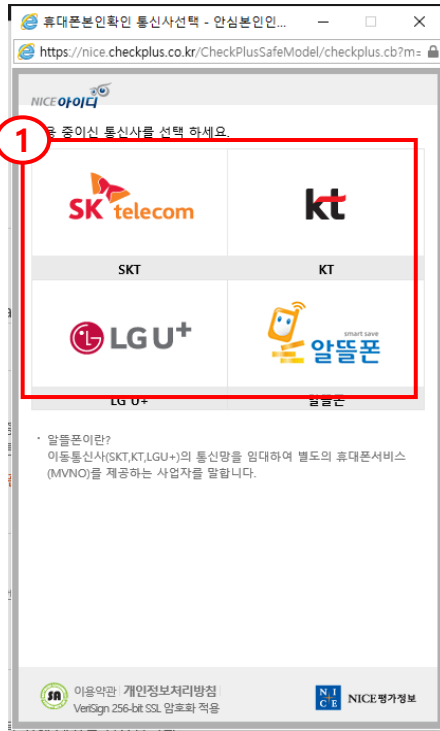 휴대폰본인확인 통신사선택 - 안심본인인...
https://nice.checkplus.co.kr/CheckPlusSafeModel/checkplus.cb?m=
NICE아이디
1
용 중이신 통신사를 선택 하세요.
SK telecom
kt
SKT
KT
LG U+
smart save
알뜰폰
LG U+
알뜰폰
· 알뜰폰이란?
이동통신사(SKT,KT,LGU+)의 통신망을 임대하여 별도의 휴대폰서비스
(MVNO)를 제공하는 사업자를 말합니다.
이용약관 개인정보처리방침
VeriSign 256-bit SSL 암호화 적용
NICE NICE평가정보